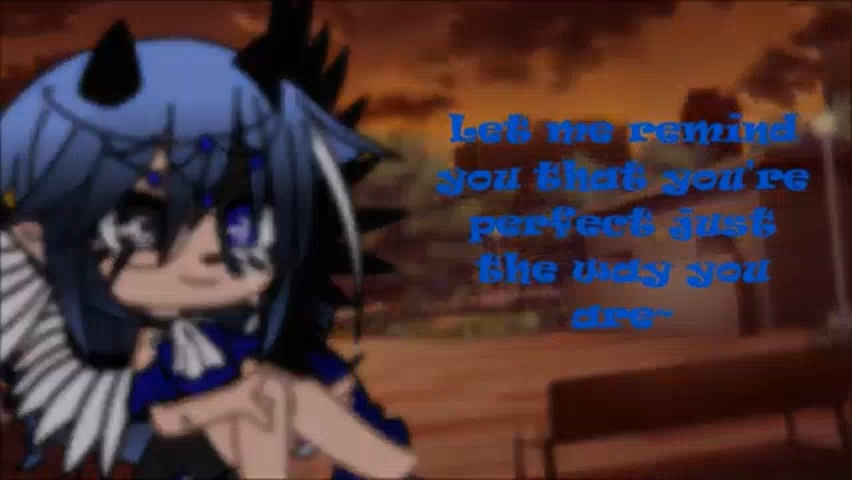 Let me remind
you that you're
perfect just
the way you
are~